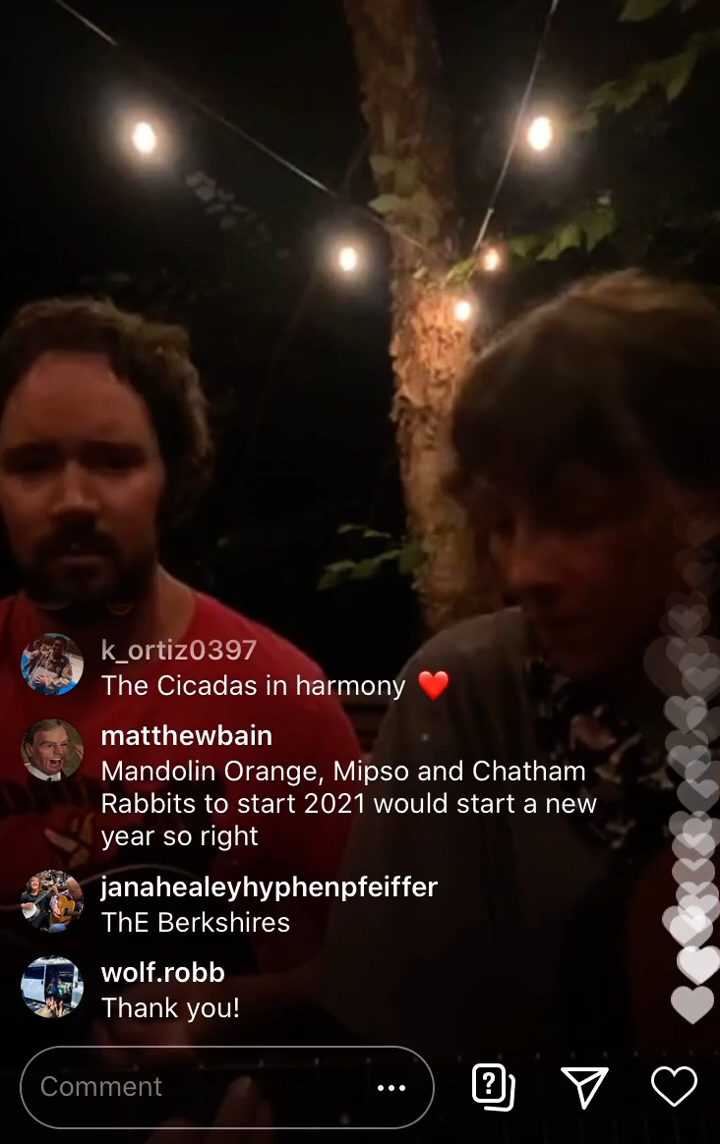 k_ortiz0397
The Cicadas in harmony ❤️
matthewbain
Mandolin Orange, Mipso and Chatham
Rabbits to start 2021 would start a new
year so right
janahealeyhyphenpfeiffer
ThE Berkshires
wolf.robb
Thank you!
Comment